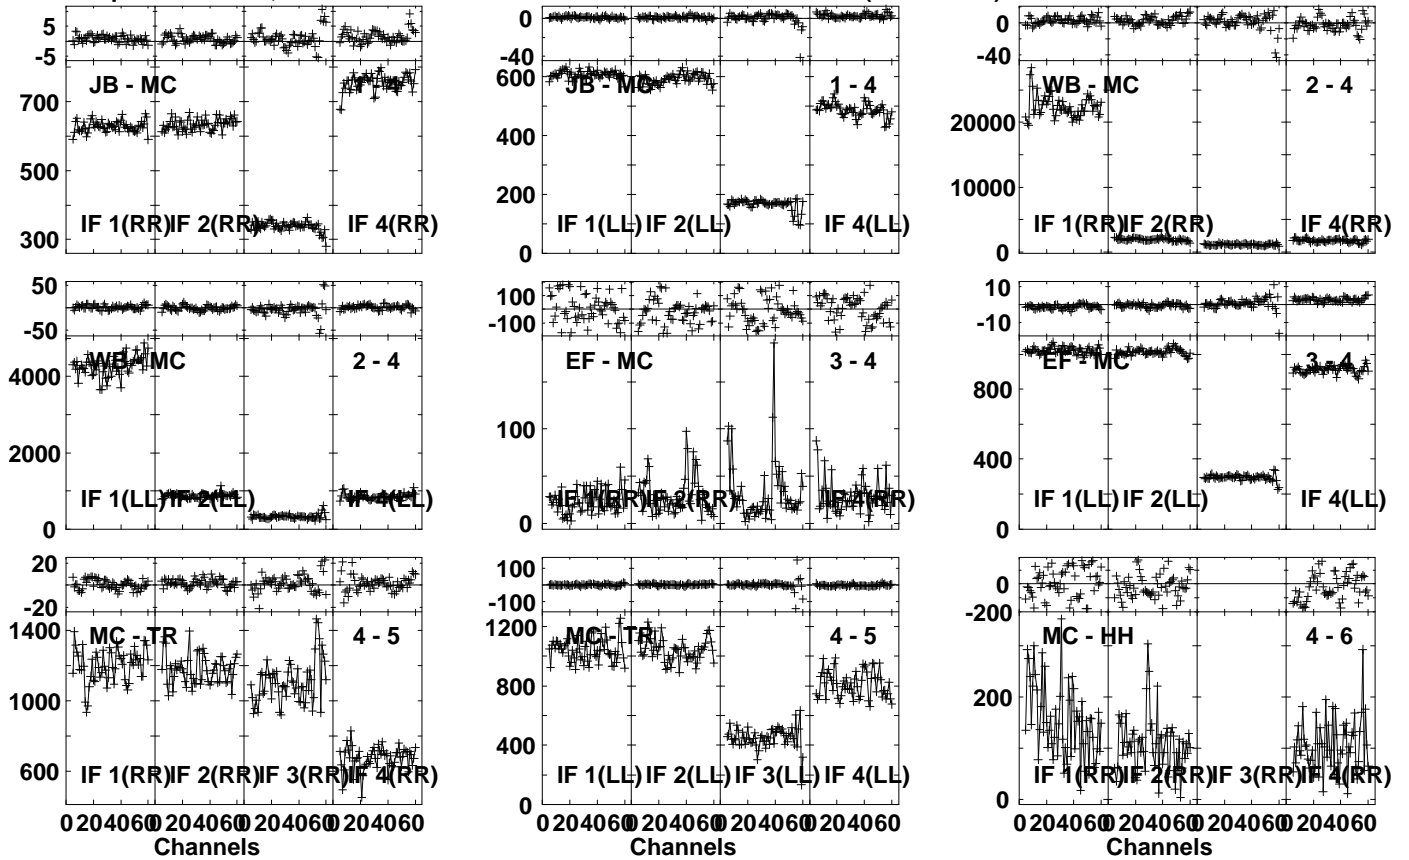 5
-5
JB - MC
700
500
300
IF 1(RR) IF 2(RR) IF 4(RR)
0
-40
JB - MC 1 - 4
600
400
200
0
IF 1(LL) IF 2(LL) IF 4(LL)
0
-40
WB - MC 2 - 4
20000
10000
0
IF 1(RR) IF 2(RR) IF 4(RR)
50
-50
WB - MC 2 - 4
4000
2000
0
IF 1(LL) IF 2(LL) IF 4(LL)
100
-100
EF - MC 3 - 4
100
0
IF 1(RR) IF 2(RR) IF 4(RR)
10
-10
EF - MC 3 - 4
800
400
0
IF 1(LL) IF 2(LL) IF 4(LL)
20
-20
MC - TR 4 - 5
1400
1000
600
IF 1(RR) IF 2(RR) IF 3(RR) IF 4(RR)
0 204060 0 204060 0 204060 0 204060
Channels
100
-100
MC - TR 4 - 5
1200
800
400
0
IF 1(LL) IF 2(LL) IF 3(LL) IF 4(LL)
0 204060 0 204060 0 204060 0 204060
Channels
0
-200
MC - HH 4 - 6
200
0
IF 1(RR) IF 2(RR) IF 3(RR) IF 4(RR)
0 204060 0 204060 0 204060 0 204060
Channels